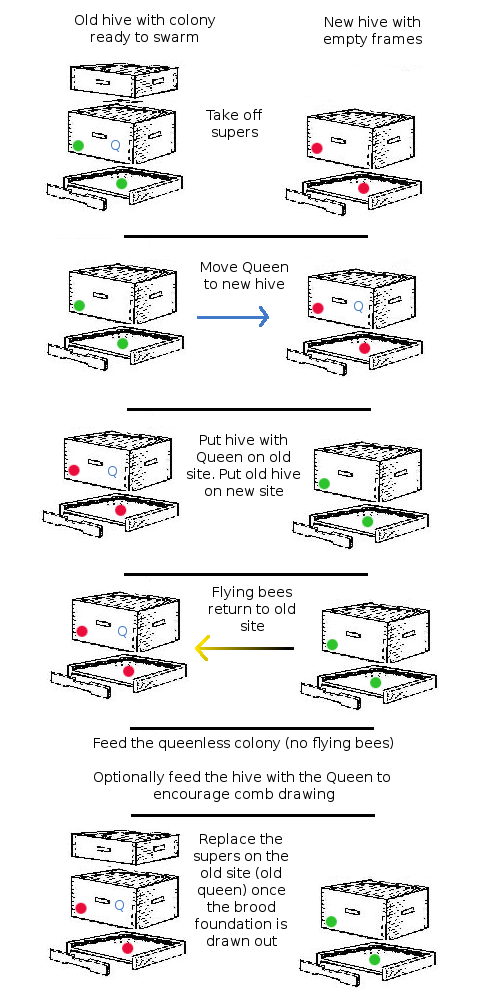 Old hive with colony
ready to swarm
New hive with
empty frames
Take off
supers
Q
Move Queen
to new hive
Q
Put hive with
Queen on old
site. Put old hive
on new site
Q
Flying bees
return to old
site
Q
Feed the queenless colony (no flying bees)
Optionally feed the hive with the Queen to
encourage comb drawing
Replace the
supers on the
old site (old
queen) once
the brood
foundation is
drawn out
Q